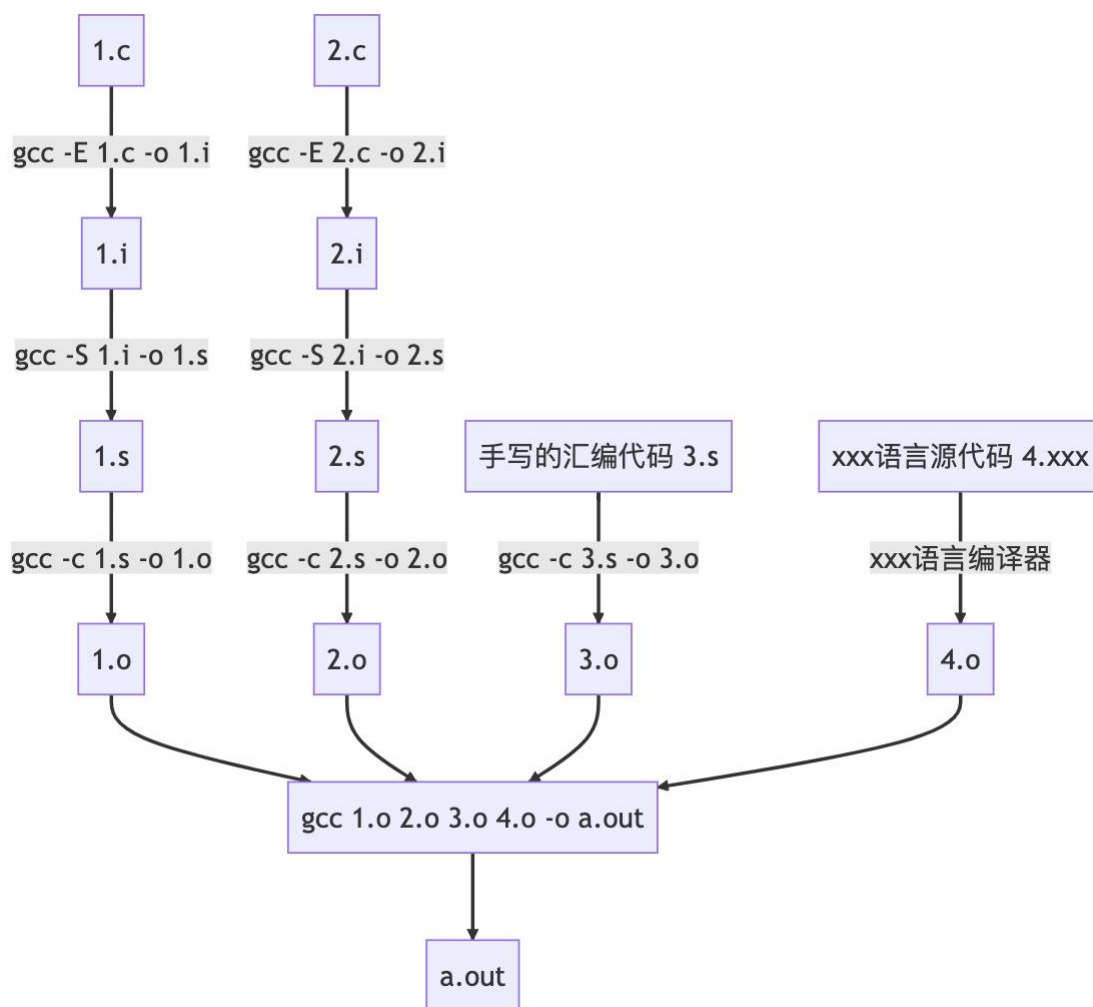 1.c
2.c
gcc -E 1.c -o 1.i
gcc -E 2.c -o 2.i
1.i
2.i
gcc -S 1.i -o 1.s
gcc -S 2.i -o 2.s
1.s
2.s
手写的汇编代码 3.s
xxx语言源代码 4.xxx
gcc -c 1.s -o 1.o
gcc -c 2.s -o 2.o
gcc -c 3.s -o 3.o
xxx语言编译器
1.o
2.o
3.o
4.o
gcc 1.o 2.o 3.o 4.o -o a.out
a.out